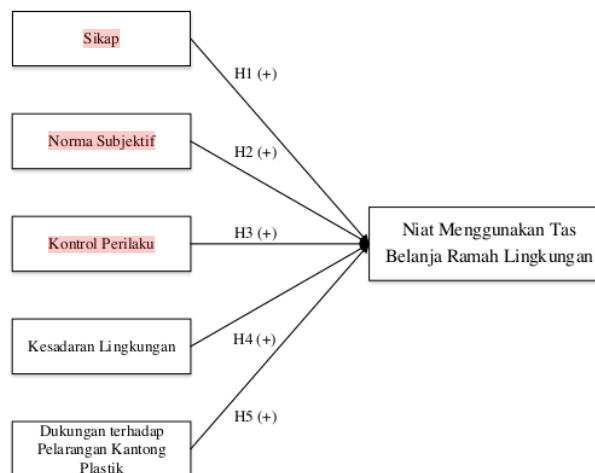 Sikap
H1 (+)
Norma Subjektif
H2 (+)
Kontrol Perilaku
H3 (+)
Niat Menggunakan Tas
Belanja Ramah Lingkungan
Kesadaran Lingkungan
H4 (+)
H5 (+)
Dukungan terhadap
Pelarangan Kantong
Plastik